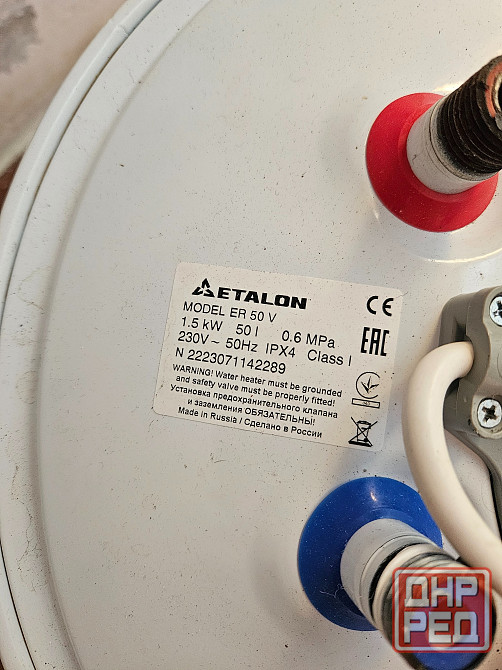 ETALON
CE
MODEL ER 50 V
1.5 kW 50 l 0.6 MPa
230V~ 50Hz IPX4 Class I
EAC
N 2223071142289
WARNING! Water heater must be grounded
and safety valve must be properly fitted!
Установка предохранительного клапана
и заземления ОБЯЗАТЕЛЬНЫ!
Made in Russia / Сделано в России
ДНР
РЕД